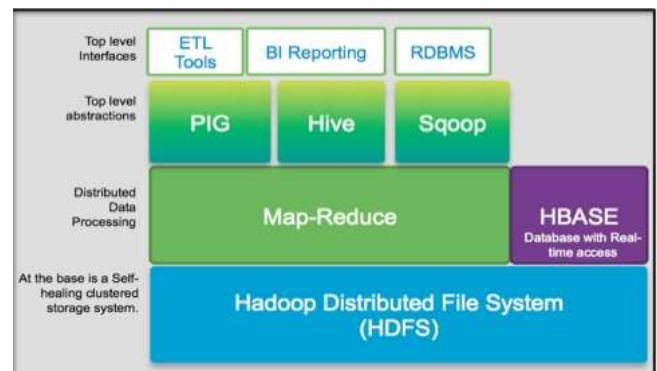 Top level
Interfaces
ETL
Tools
BI Reporting
RDBMS
Top level
abstractions
PIG
Hive
Sqoop
Distributed
Data
Processing
Map-Reduce
HBASE
Database with Real-
time access
At the base is a Self-
healing clustered
storage system.
Hadoop Distributed File System
(HDFS)